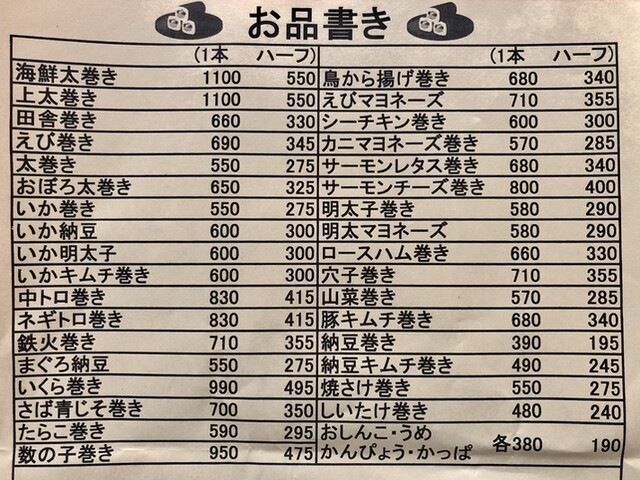 お品書き
(1本 ハーフ)
海鮮太巻き 1100 550
上太巻き 1100 550
田舎巻き 660 330
えび巻き 690 345
太巻き 550 275
おぼろ太巻き 650 325
いか巻き 550 275
いか納豆 600 300
いか明太子 600 300
いかキムチ巻き 600 300
中トロ巻き 830 415
ネギトロ巻き 830 415
鉄火巻き 710 355
まぐろ納豆 550 275
いくら巻き 990 495
さば青じそ巻き 700 350
たらこ巻き 590 295
数の子巻き 950 475
(1本 ハーフ)
鳥から揚げ巻き 680 340
えびマヨネーズ 710 355
シーチキン巻き 600 300
カニマヨネーズ巻き 570 285
サーモンレタス巻き 680 340
サーモンチーズ巻き 800 400
明太子巻き 580 290
明太マヨネーズ 580 290
ロースハム巻き 660 330
穴子巻き 710 355
山菜巻き 570 285
豚キムチ巻き 680 340
納豆巻き 390 195
納豆キムチ巻き 490 245
焼さけ巻き 550 275
しいたけ巻き 480 240
おしんこ・うめ
かんぴょう・かっぱ 各380 190